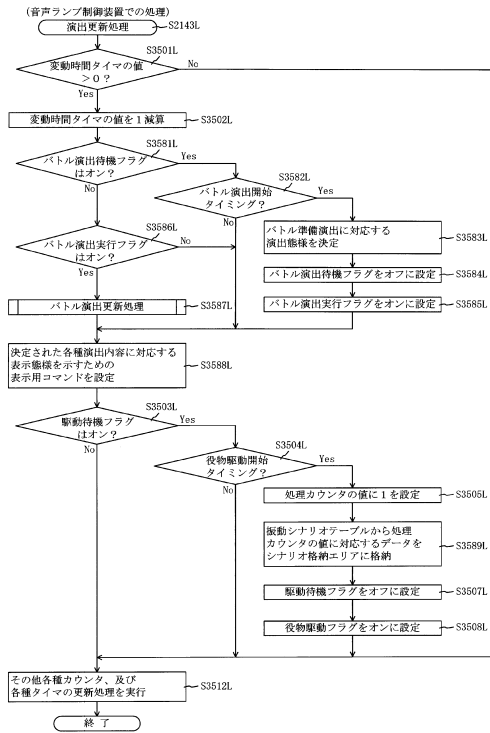 (音声ランプ制御装置での処理)
演出更新処理
S2143L
S3501L
変動時間タイマの値
＞０？
No
Yes
変動時間タイマの値を１減算
S3502L
S3581L
バトル演出待機フラグ
はオン？
Yes
No
S3582L
バトル演出開始
タイミング？
Yes
No
バトル準備演出に対応する
演出態様を決定
S3583L
バトル演出待機フラグをオフに設定
S3584L
バトル演出実行フラグをオンに設定
S3585L
S3586L
バトル演出実行フラグ
はオン？
No
Yes
バトル演出更新処理
S3587L
決定された各種演出内容に対応する
表示態様を示すための
表示用コマンドを設定
S3588L
S3503L
駆動待機フラグ
はオン？
Yes
No
S3504L
役物駆動開始
タイミング？
Yes
No
処理カウンタの値に１を設定
S3505L
振動シナリオテーブルから処理
カウンタの値に対応するデータを
シナリオ格納エリアに格納
S3589L
駆動待機フラグをオフに設定
S3507L
役物駆動フラグをオンに設定
S3508L
その他各種カウンタ、及び
各種タイマの更新処理を実行
S3512L
終了